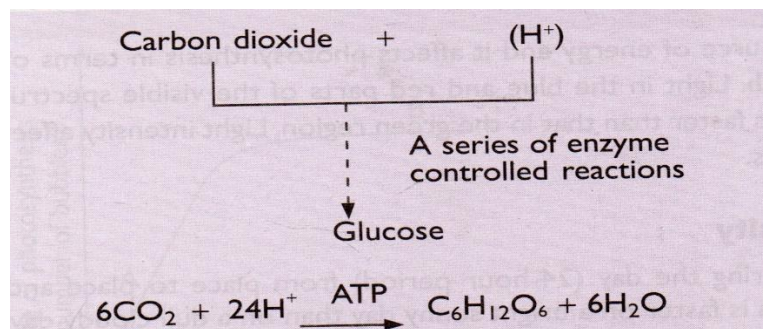 Carbon dioxide + (H⁺)
A series of enzyme
controlled reactions
Glucose
6CO₂ + 24H⁺ ATP C₆H₁₂O₆ + 6H₂O